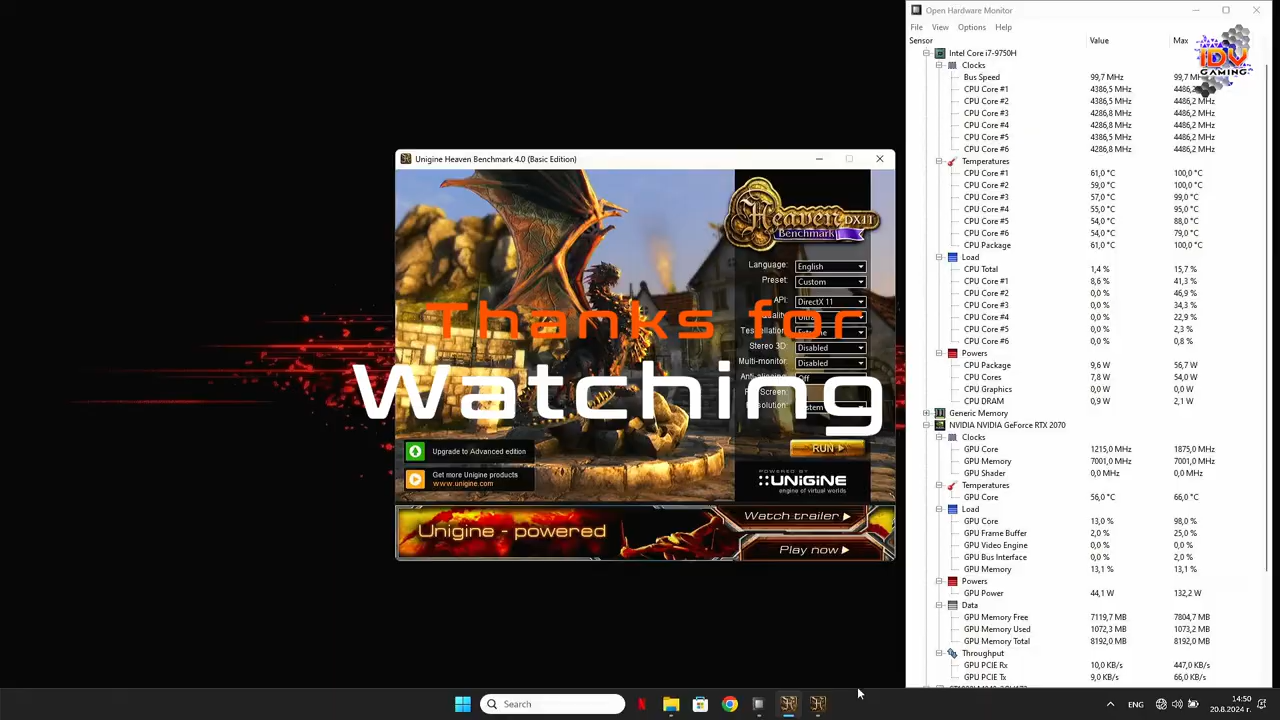 Open Hardware Monitor
File View Options Help
Sensor Value Max
IDV
GAMING
Intel Core i7-9750H
Clocks
Bus Speed 99,7 MHz 99,7 MHz
CPU Core #1 4386,5 MHz 4486,2 MHz
CPU Core #2 4386,5 MHz 4486,2 MHz
CPU Core #3 4286,8 MHz 4486,2 MHz
CPU Core #4 4286,8 MHz 4486,2 MHz
CPU Core #5 4386,5 MHz 4486,2 MHz
CPU Core #6 4286,8 MHz 4486,2 MHz
Temperatures
CPU Core #1 61,0 °C 100,0 °C
CPU Core #2 59,0 °C 100,0 °C
CPU Core #3 57,0 °C 99,0 °C
CPU Core #4 55,0 °C 95,0 °C
CPU Core #5 54,0 °C 88,0 °C
CPU Core #6 54,0 °C 79,0 °C
CPU Package 61,0 °C 100,0 °C
Load
CPU Total 1,4 % 15,7 %
CPU Core #1 8,6 % 41,3 %
CPU Core #2 0,0 % 46,9 %
CPU Core #3 0,0 % 34,3 %
CPU Core #4 0,0 % 22,9 %
CPU Core #5 0,0 % 2,3 %
CPU Core #6 0,0 % 0,8 %
Powers
CPU Package 9,6 W 56,7 W
CPU Cores 7,8 W 54,0 W
CPU Graphics 0,0 W 0,0 W
CPU DRAM 0,9 W 2,1 W
Generic Memory
NVIDIA NVIDIA GeForce RTX 2070
Clocks
GPU Core 1215,0 MHz 1875,0 MHz
GPU Memory 7001,0 MHz 7001,0 MHz
GPU Shader 0,0 MHz 0,0 MHz
Temperatures
GPU Core 56,0 °C 66,0 °C
Load
GPU Core 13,0 % 98,0 %
GPU Frame Buffer 2,0 % 25,0 %
GPU Video Engine 0,0 % 0,0 %
GPU Bus Interface 0,0 % 2,0 %
GPU Memory 13,1 % 13,1 %
Powers
GPU Power 44,1 W 132,2 W
Data
GPU Memory Free 7119,7 MB 7804,7 MB
GPU Memory Used 1072,3 MB 1073,2 MB
GPU Memory Total 8192,0 MB 8192,0 MB
Throughput
GPU PCIE Rx 10,0 KB/s 447,0 KB/s
GPU PCIE Tx 9,0 KB/s 66,0 KB/s
Unigine Heaven Benchmark 4.0 (Basic Edition)
Heaven DX11
Benchmark
Language: English
Preset: Custom
API: DirectX 11
Stereo 3D: Disabled
Multi-monitor: Disabled
Off
Thanks for
Watching
RUN
Upgrade to Advanced edition
Get more Unigine products
www.unigine.com
POWERED BY
UNIGINE
engine of virtual worlds
Unigine - powered
Watch trailer
Play now
Search
ENG
14:50
20.8.2024 г.